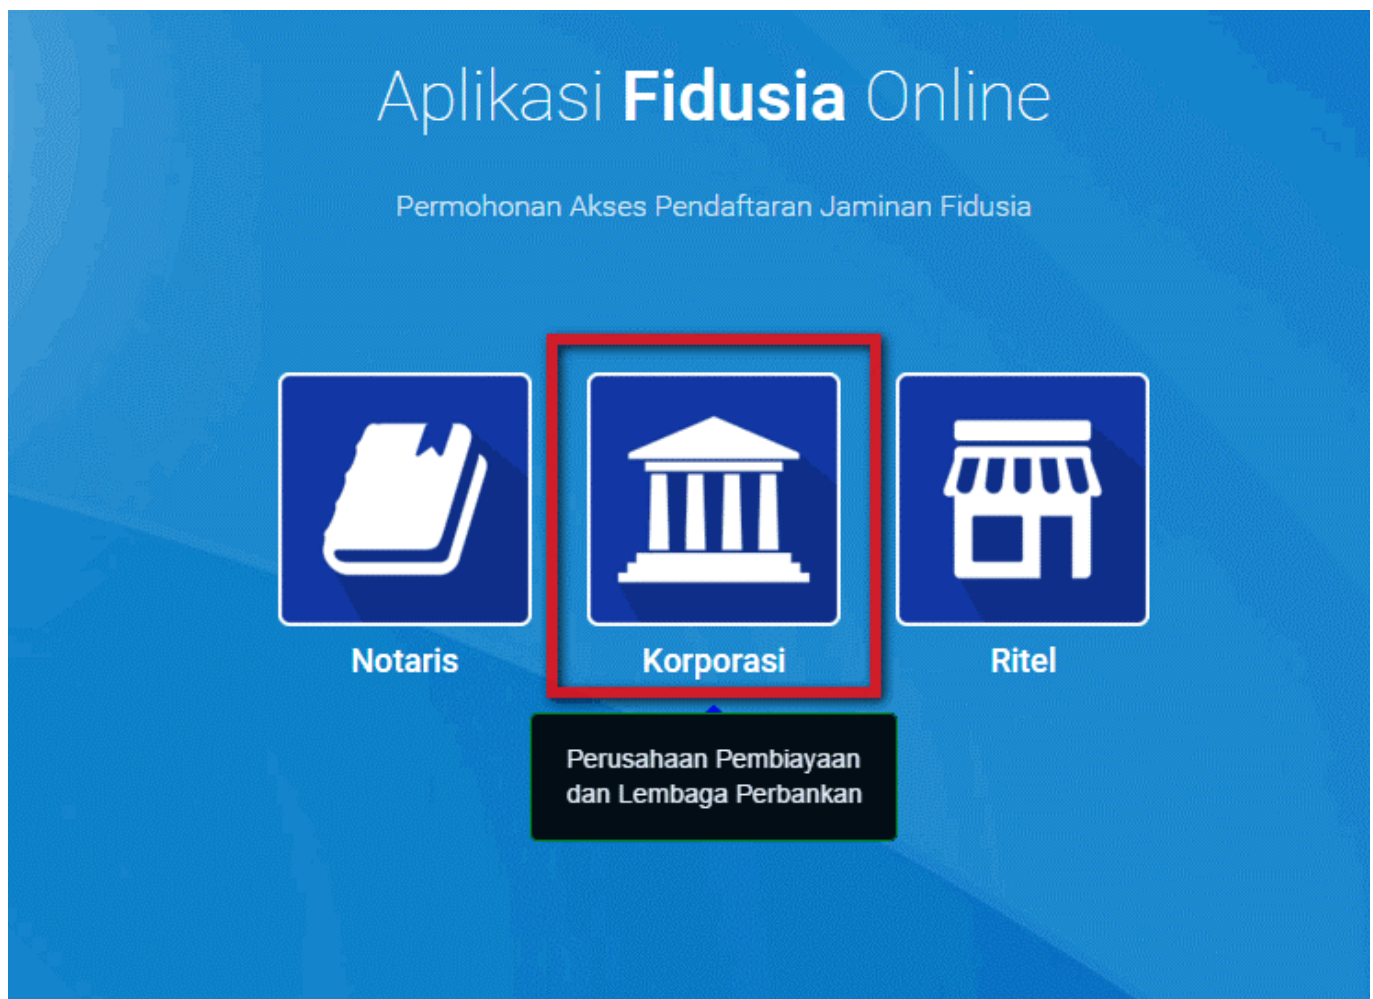 Aplikasi Fidusia Online
Permohonan Akses Pendaftaran Jaminan Fidusia
Notaris
Korporasi
Ritel
Perusahaan Pembiayaan
dan Lembaga Perbankan